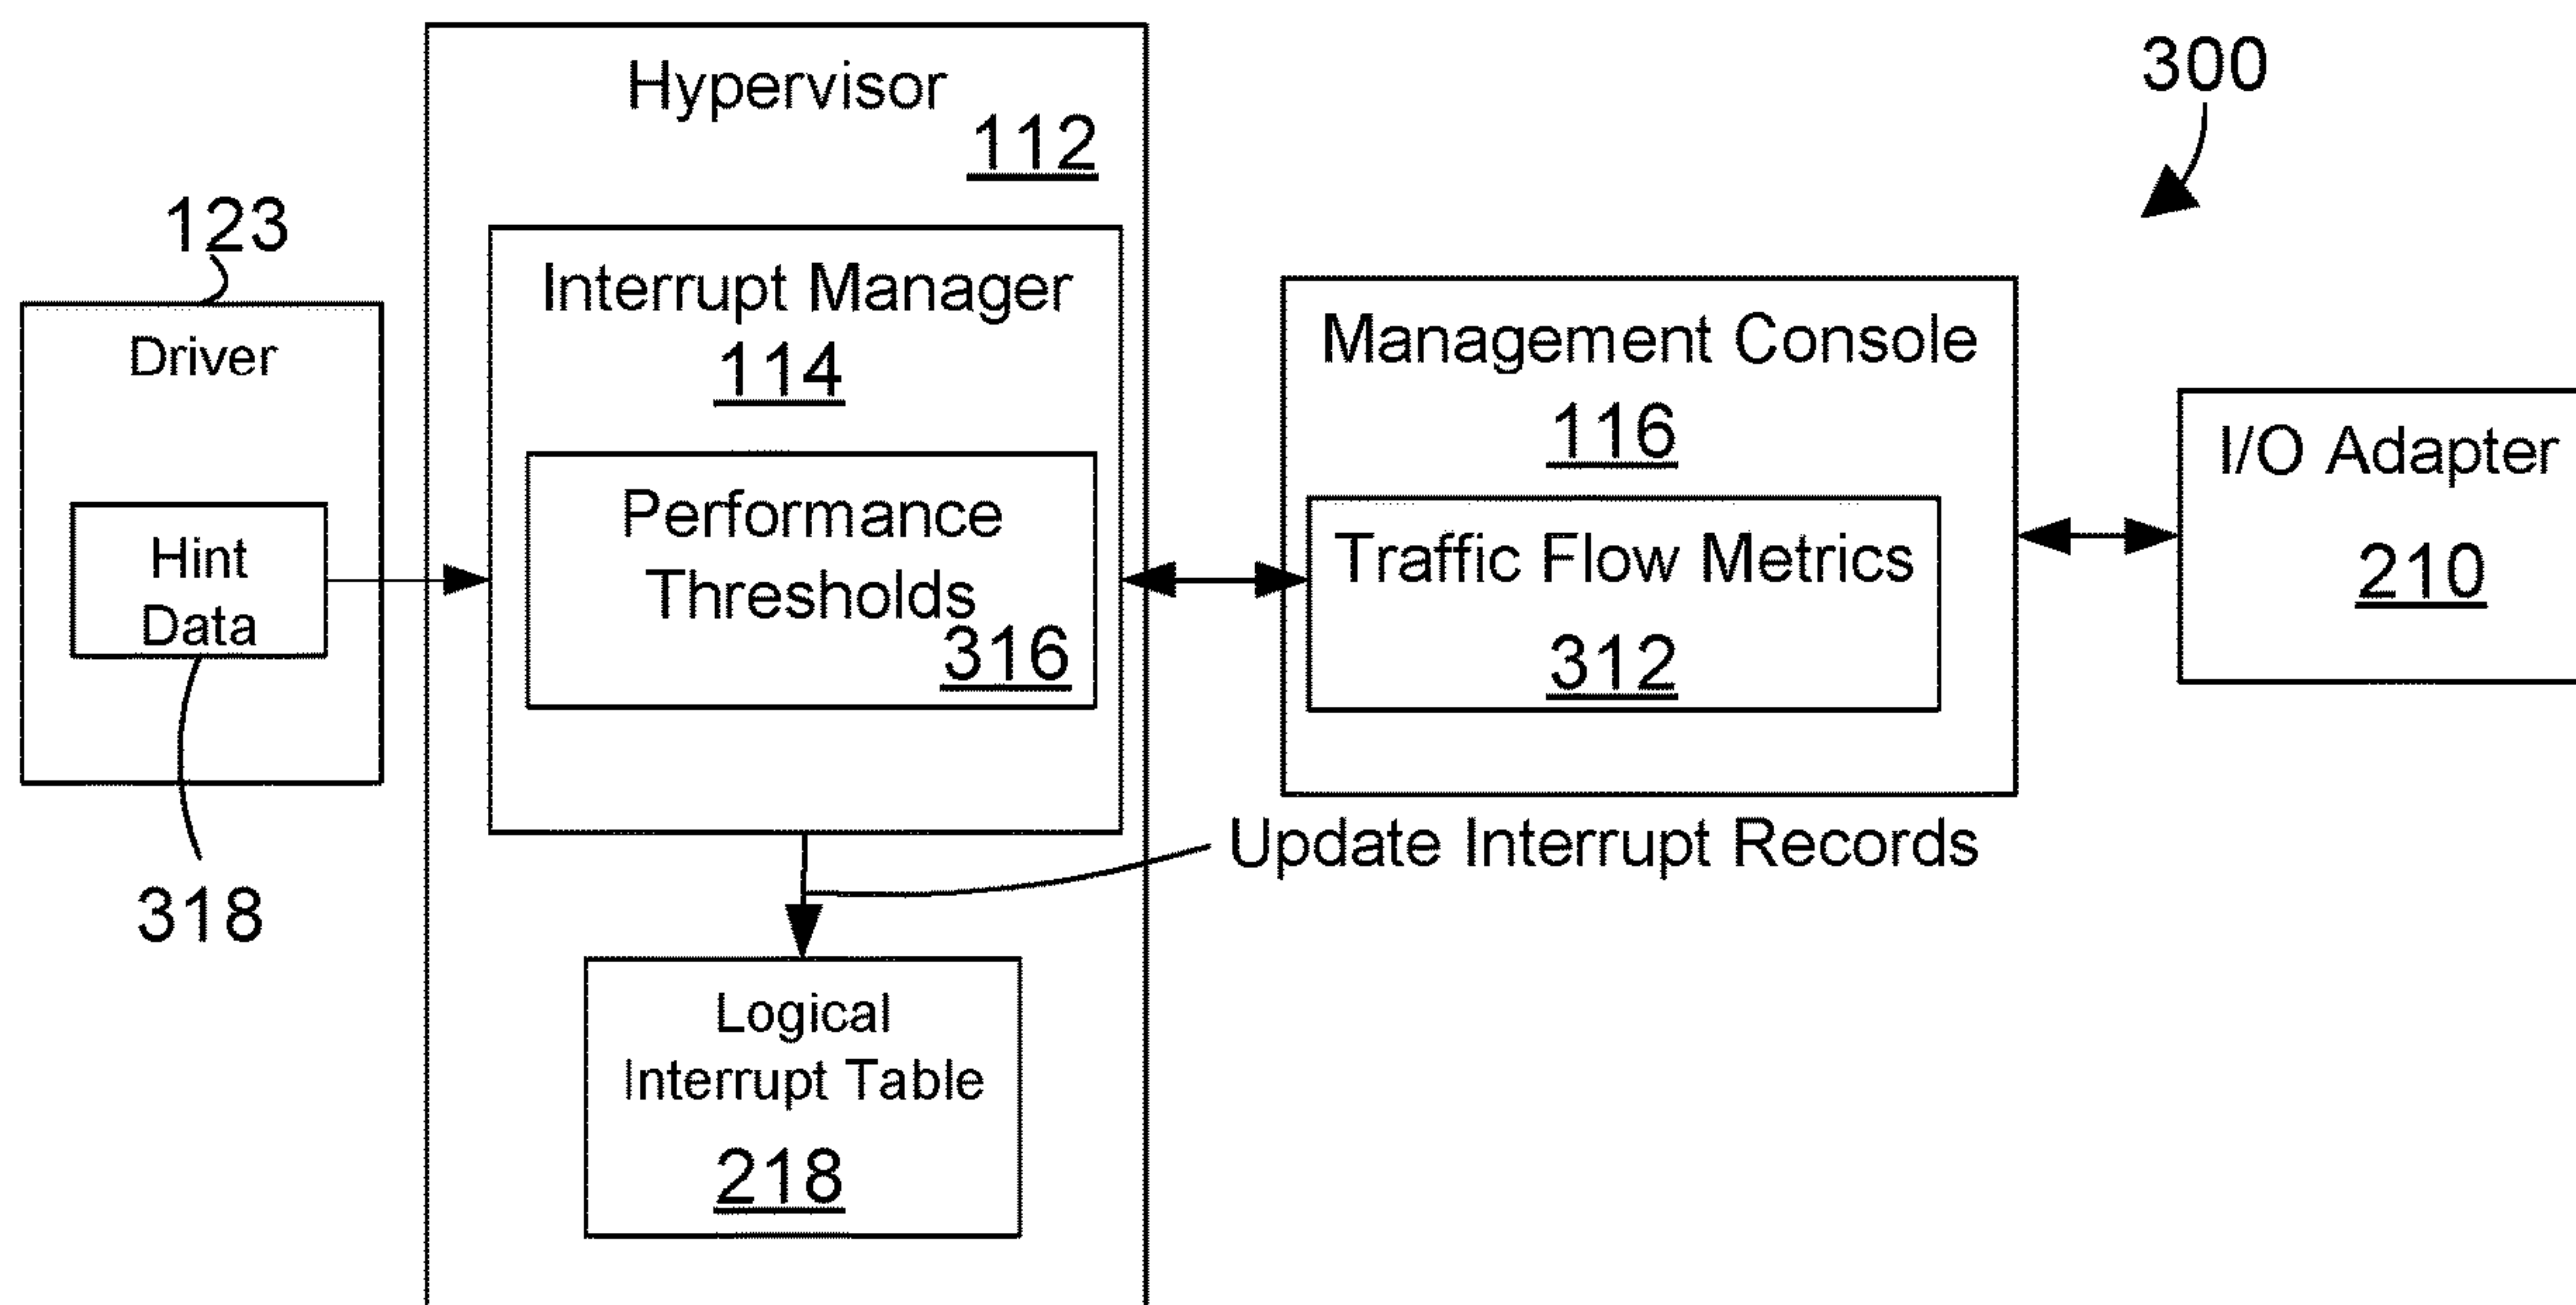 300
Hypervisor
112
123
Driver
Hint
Data
318
Interrupt Manager
114
Performance
Thresholds
316
Management Console
116
Traffic Flow Metrics
312
I/O Adapter
210
Update Interrupt Records
Logical
Interrupt Table
218